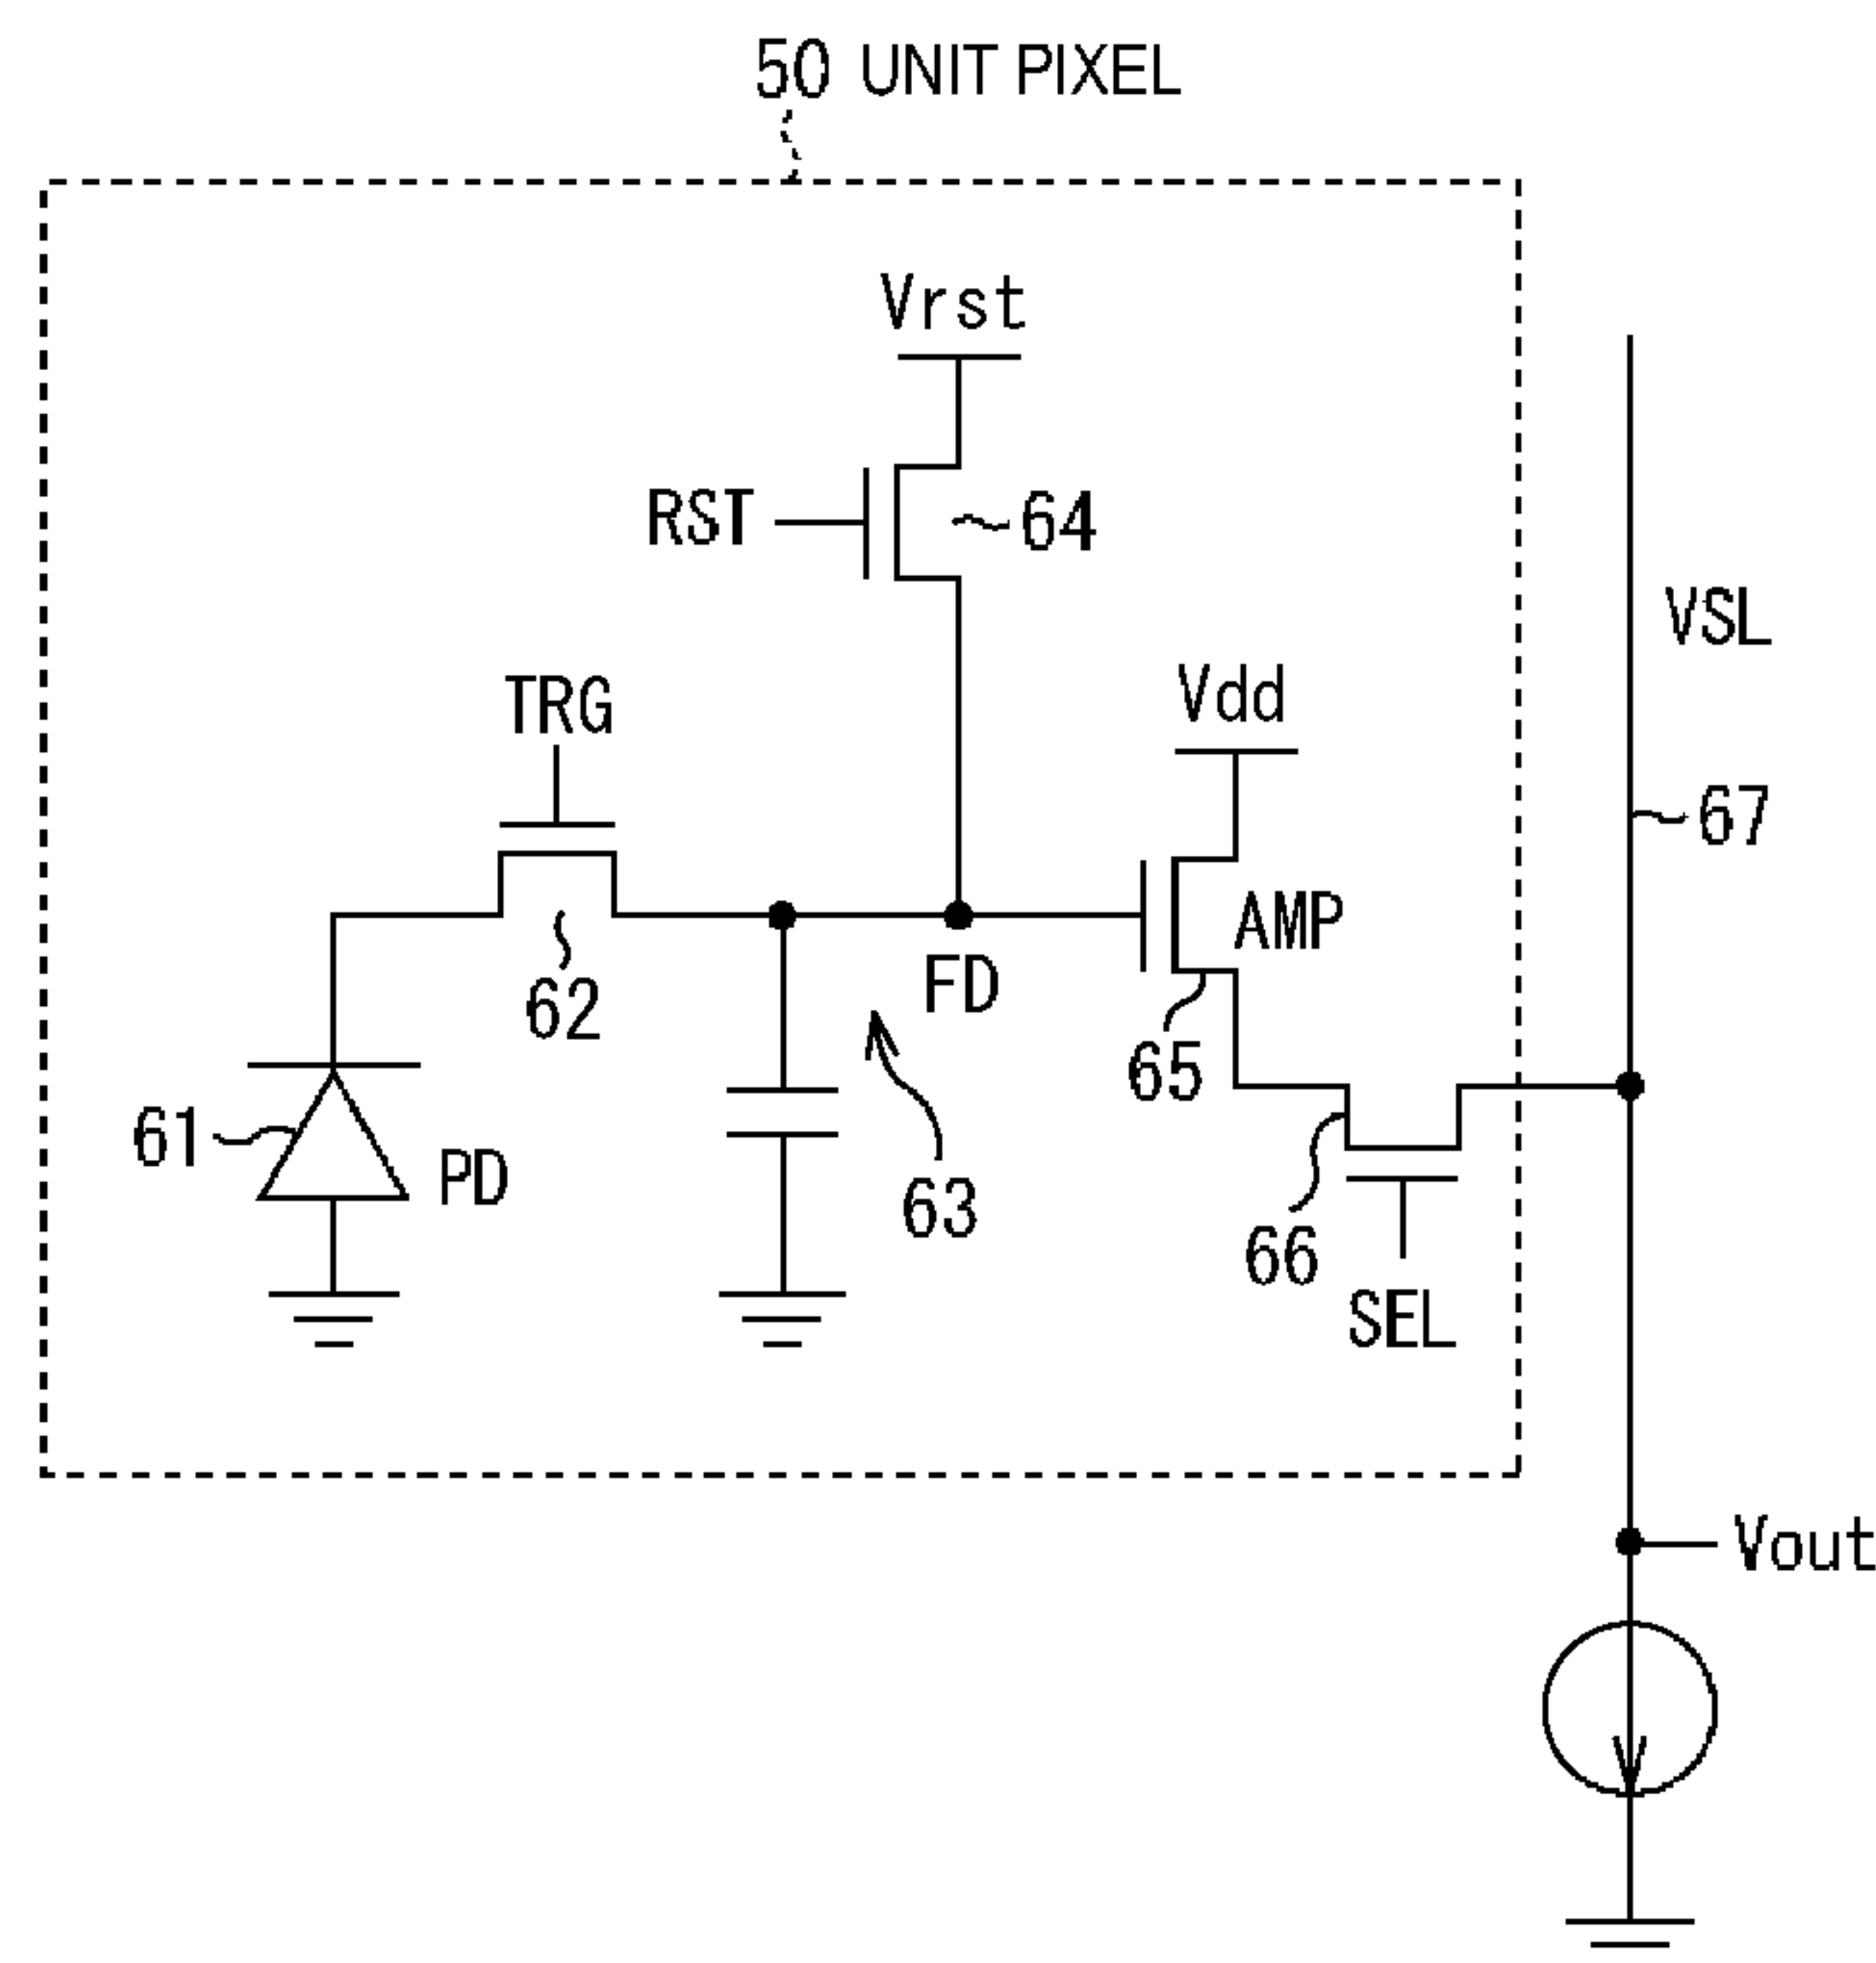 50 UNIT PIXEL
Vrst
RST
64
VSL
TRG
Vdd
67
AMP
62
FD
65
61
PD
63
66
SEL
Vout